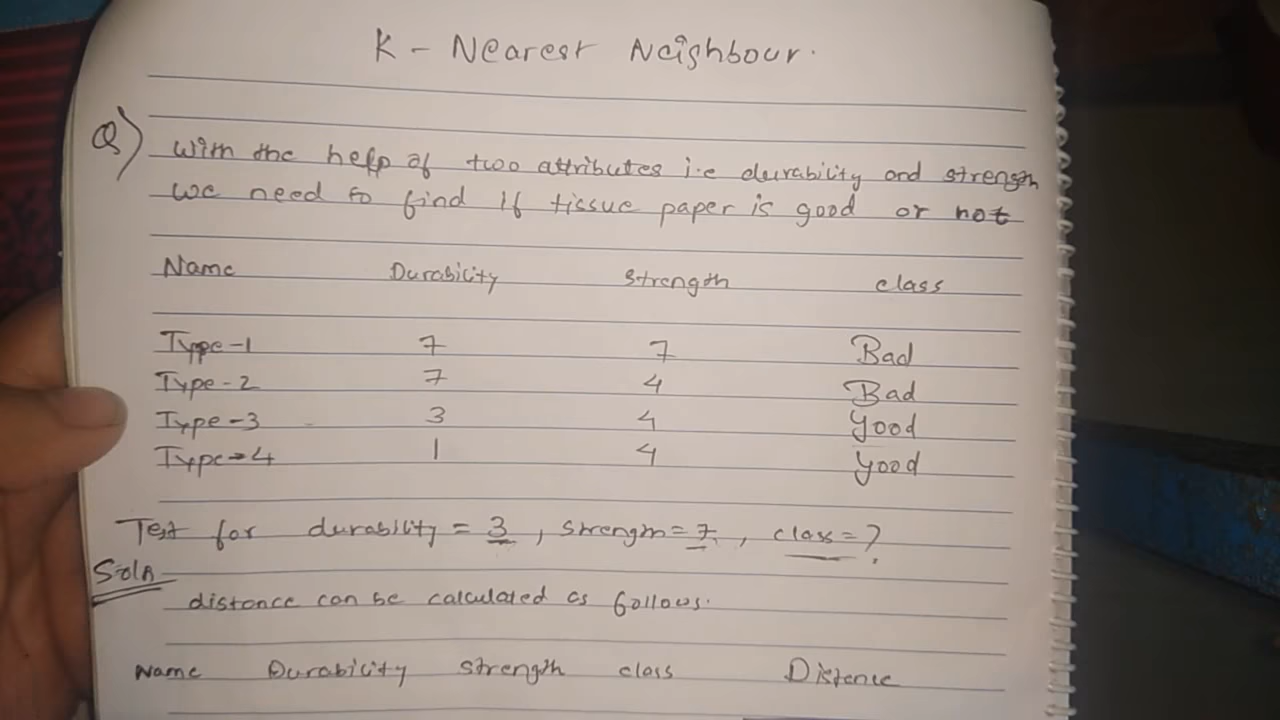 K - Nearest Neighbour.
Q) With the help of two attributes i.e durability and strength
we need to find if tissue paper is good or not
Name Durability Strength class
Type-1 7 7 Bad
Type-2 7 4 Bad
Type-3 3 4 Good
Type-4 1 4 Good
Test for durability = 3, strength = 7, class = ?
Soln
distance can be calculated as follows.
Name Durability strength class Distance